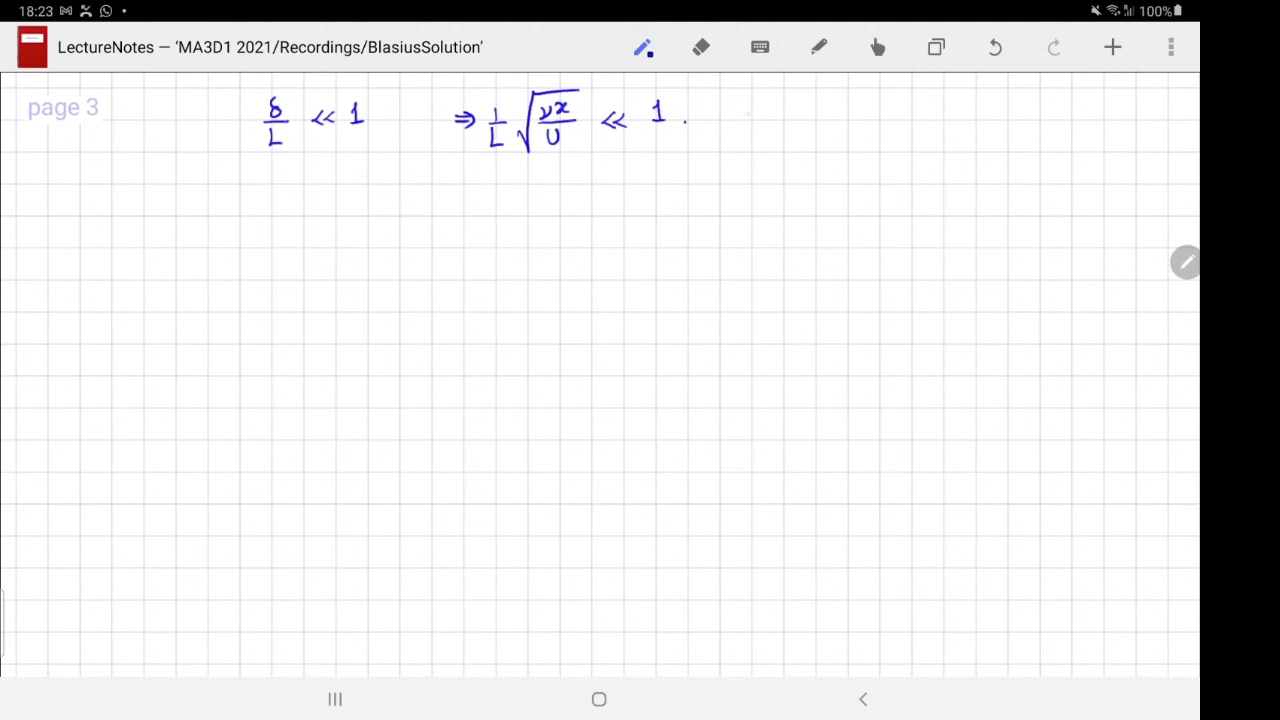 18:23 100%
LectureNotes — ‘MA3D1 2021/Recordings/BlasiusSolution’
page 3
δ/L << 1 ⇒ 1/L √(νx/U) << 1 .